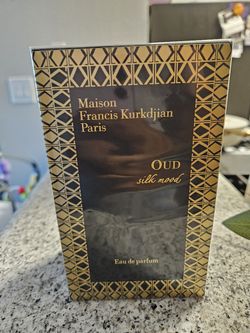 Maison
Francis Kurkdjian
Paris
OUD
silk mood
Eau de parfum